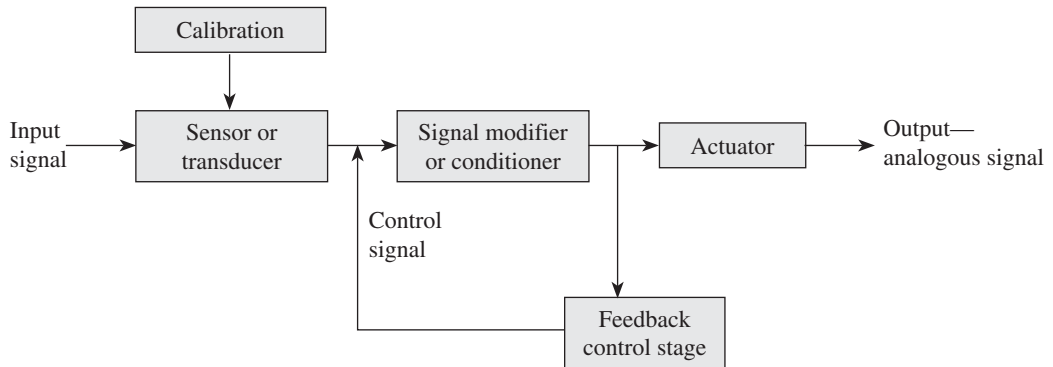 Calibration
Input
signal
Sensor or
transducer
Signal modifier
or conditioner
Actuator
Output—
analogous signal
Control
signal
Feedback
control stage